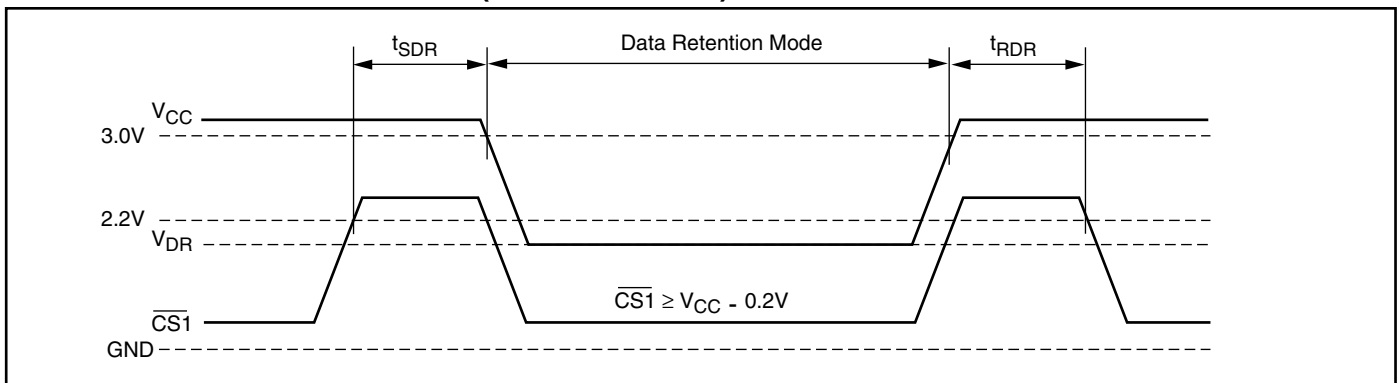 tSDR
Data Retention Mode
tRDR
VCC
3.0V
2.2V
VDR
CS1 ≥ VCC - 0.2V
CS1
GND